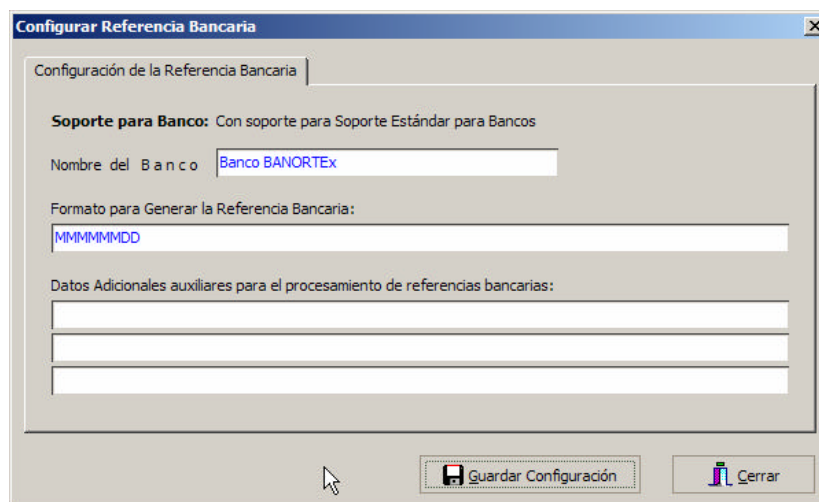 Configurar Referencia Bancaria
Configuración de la Referencia Bancaria
Soporte para Banco: Con soporte para Soporte Estándar para Bancos
Nombre del Banco Banco BANORTEx
Formato para Generar la Referencia Bancaria:
MMMMMMDD
Datos Adicionales auxiliares para el procesamiento de referencias bancarias:
Guardar Configuración Cerrar